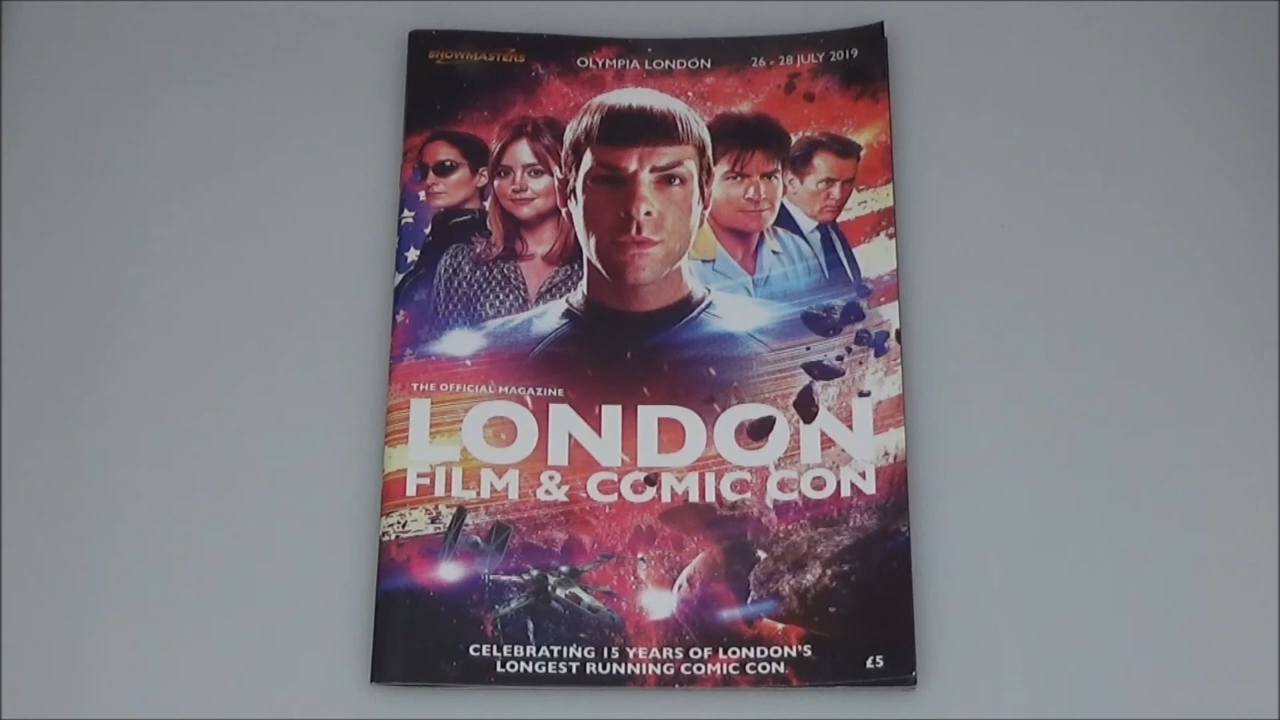 SHOWMASTERS
OLYMPIA LONDON
26 - 28 JULY 2019
THE OFFICIAL MAGAZINE
LONDON
FILM & COMIC CON
CELEBRATING 15 YEARS OF LONDON'S
LONGEST RUNNING COMIC CON.
£5